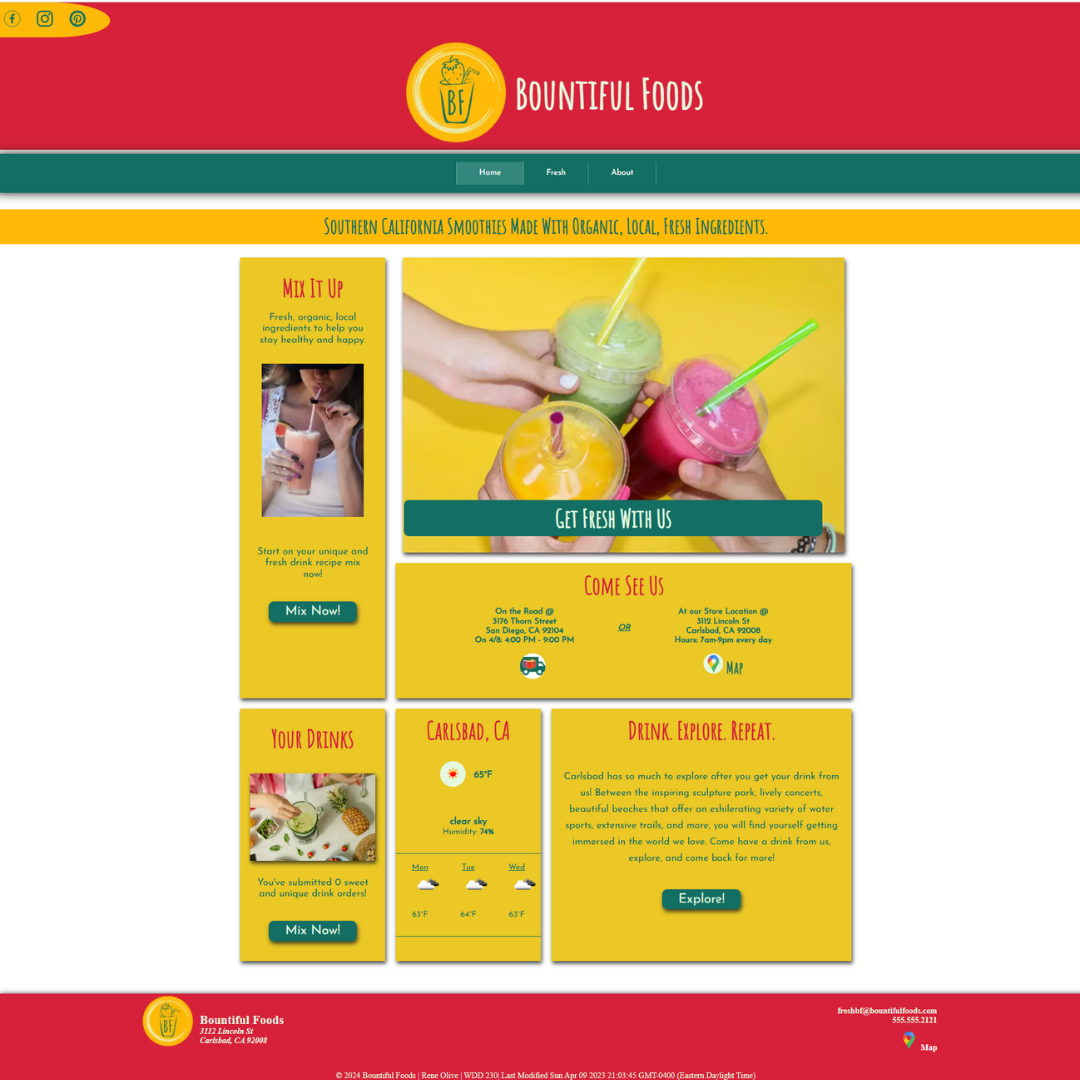 BF
Bountiful Foods
Home
Fresh
About
Southern California Smoothies Made With Organic, Local, Fresh Ingredients.
Mix It Up
Fresh, organic, local
ingredients to help you
stay healthy and happy.
Start on your unique and
fresh drink recipe mix
now!
Mix Now!
Get Fresh With Us
Come See Us
On the Road @
3176 Thorn Street
San Diego, CA 92104
On 4/8: 4:00 PM - 9:00 PM
OR
At our Store Location @
3112 Lincoln St
Carlsbad, CA 92008
Hours: 7am-9pm every day
Map
Your Drinks
You've submitted 0 sweet
and unique drink orders!
Mix Now!
Carlsbad, CA
65°F
clear sky
Humidity: 74%
Mon Tue Wed
63°F 64°F 63°F
Drink. Explore. Repeat.
Carlsbad has so much to explore after you get your drink from
us! Between the inspiring sculpture park, lively concerts,
beautiful beaches that offer an exhilerating variety of water
sports, extensive trails, and more, you will find yourself getting
immersed in the world we love. Come have a drink from us,
explore, and come back for more!
Explore!
BF
Bountiful Foods
3112 Lincoln St
Carlsbad, CA 92008
freshbf@bountifulfoods.com
555.555.2121
Map
© 2024 Bountiful Foods | Rene Olive | WDD 230| Last Modified Sun Apr 09 2023 21:03:45 GMT-0400 (Eastern Daylight Time)